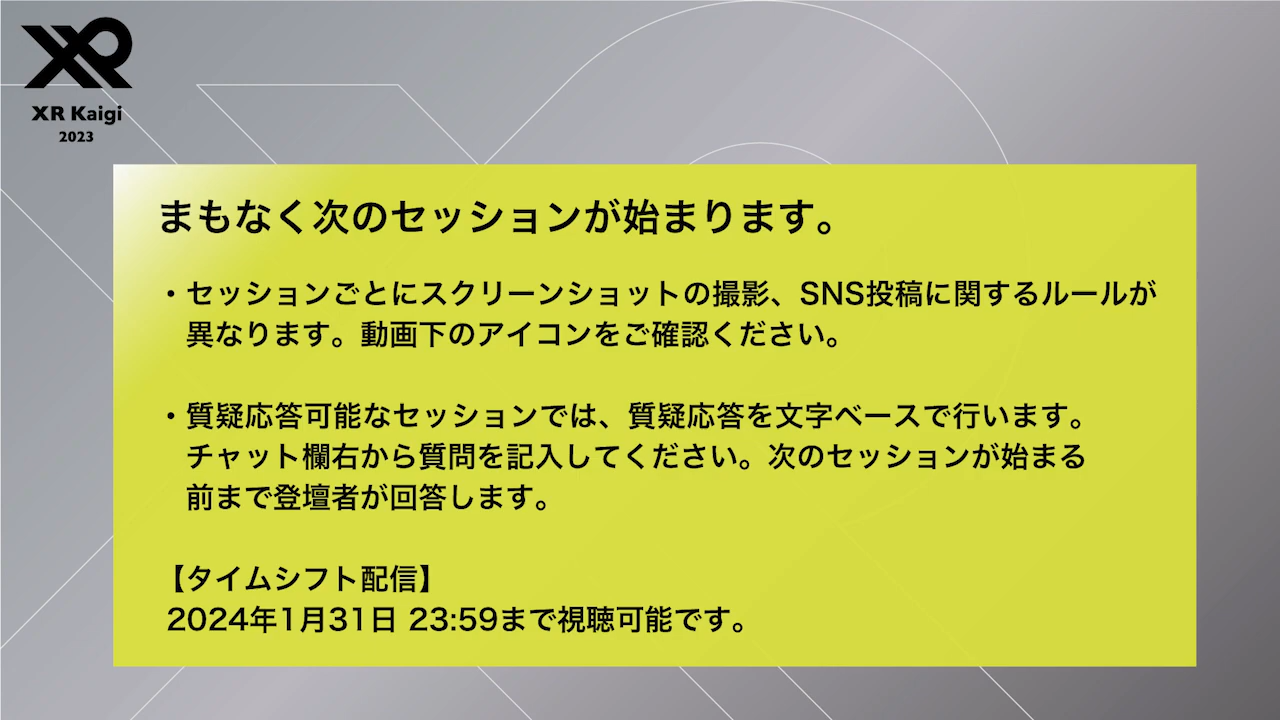 XR
XR Kaigi
2023
まもなく次のセッションが始まります。
・セッションごとにスクリーンショットの撮影、SNS投稿に関するルールが
異なります。動画下のアイコンをご確認ください。
・質疑応答可能なセッションでは、質疑応答を文字ベースで行います。
チャット欄右から質問を記入してください。次のセッションが始まる
前まで登壇者が回答します。
【タイムシフト配信】
2024年1月31日 23:59まで視聴可能です。